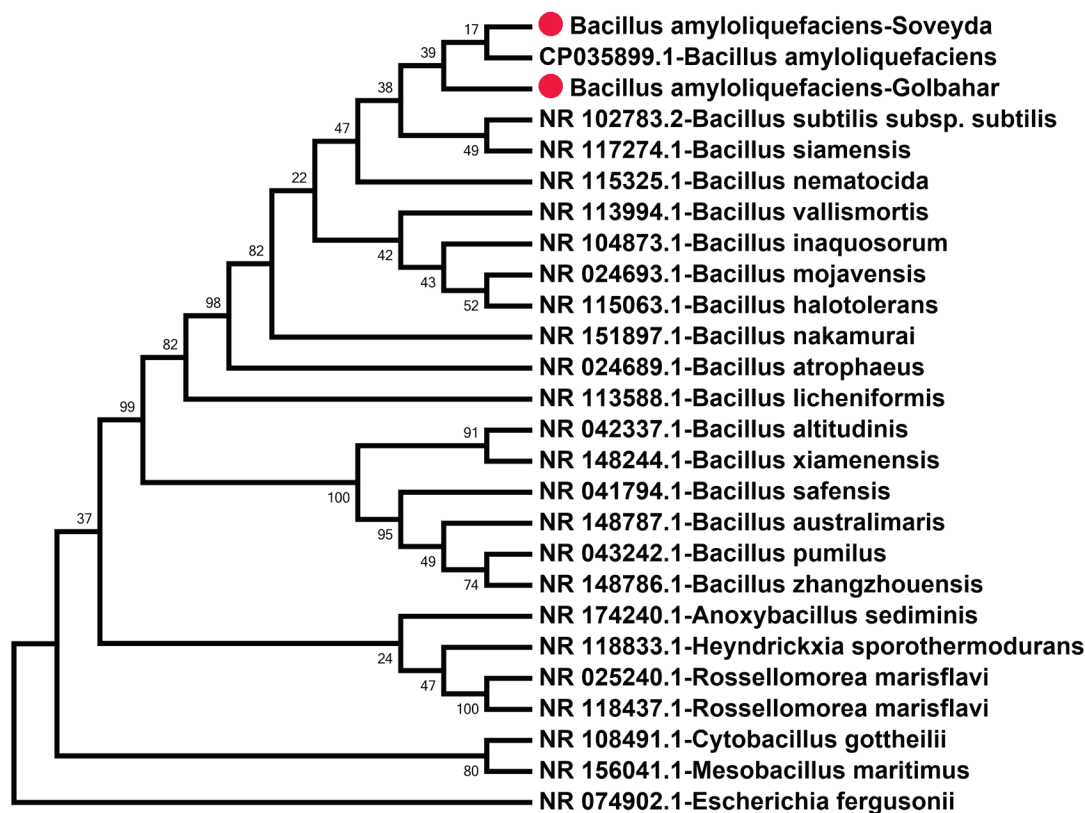 17
Bacillus amyloliquefaciens-Soveyda
39
CP035899.1-Bacillus amyloliquefaciens
38
Bacillus amyloliquefaciens-Golbahar
47
NR 102783.2-Bacillus subtilis subsp. subtilis
49
NR 117274.1-Bacillus siamensis
22
NR 115325.1-Bacillus nematocida
NR 113994.1-Bacillus vallismortis
82
42
NR 104873.1-Bacillus inaquosorum
43
NR 024693.1-Bacillus mojavensis
98
52
NR 115063.1-Bacillus halotolerans
82
NR 151897.1-Bacillus nakamurai
NR 024689.1-Bacillus atrophaeus
99
NR 113588.1-Bacillus licheniformis
91
NR 042337.1-Bacillus altitudinis
NR 148244.1-Bacillus xiamenensis
100
NR 041794.1-Bacillus safensis
37
95
NR 148787.1-Bacillus australimaris
49
NR 043242.1-Bacillus pumilus
74
NR 148786.1-Bacillus zhangzhouensis
NR 174240.1-Anoxybacillus sediminis
24
NR 118833.1-Heyndrickxia sporothermodurans
47
NR 025240.1-Rossellomorea marisflavi
100
NR 118437.1-Rossellomorea marisflavi
NR 108491.1-Cytobacillus gottheilii
80
NR 156041.1-Mesobacillus maritimus
NR 074902.1-Escherichia fergusonii